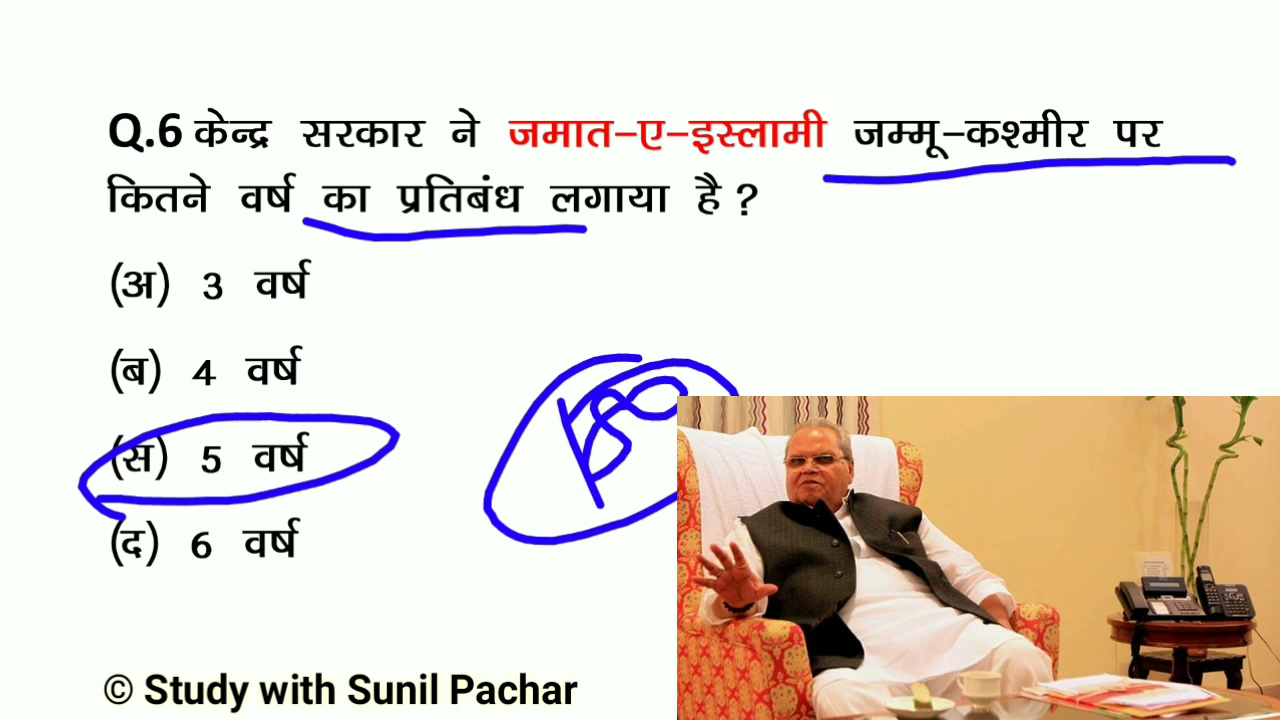 Q.6 केन्द्र सरकार ने जमात-ए-इस्लामी जम्मू-कश्मीर पर
कितने वर्ष का प्रतिबंध लगाया है ?
(अ) 3 वर्ष
(ब) 4 वर्ष
(स) 5 वर्ष
(द) 6 वर्ष
© Study with Sunil Pachar